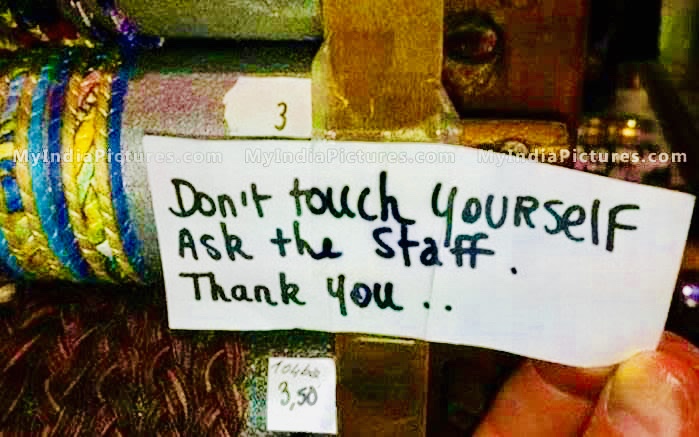 3
MyIndiaPictures.com MyIndiaPictures.com MyIndiaPictures.com
Don't touch yourself
Ask the Staff.
Thank you..
3,50